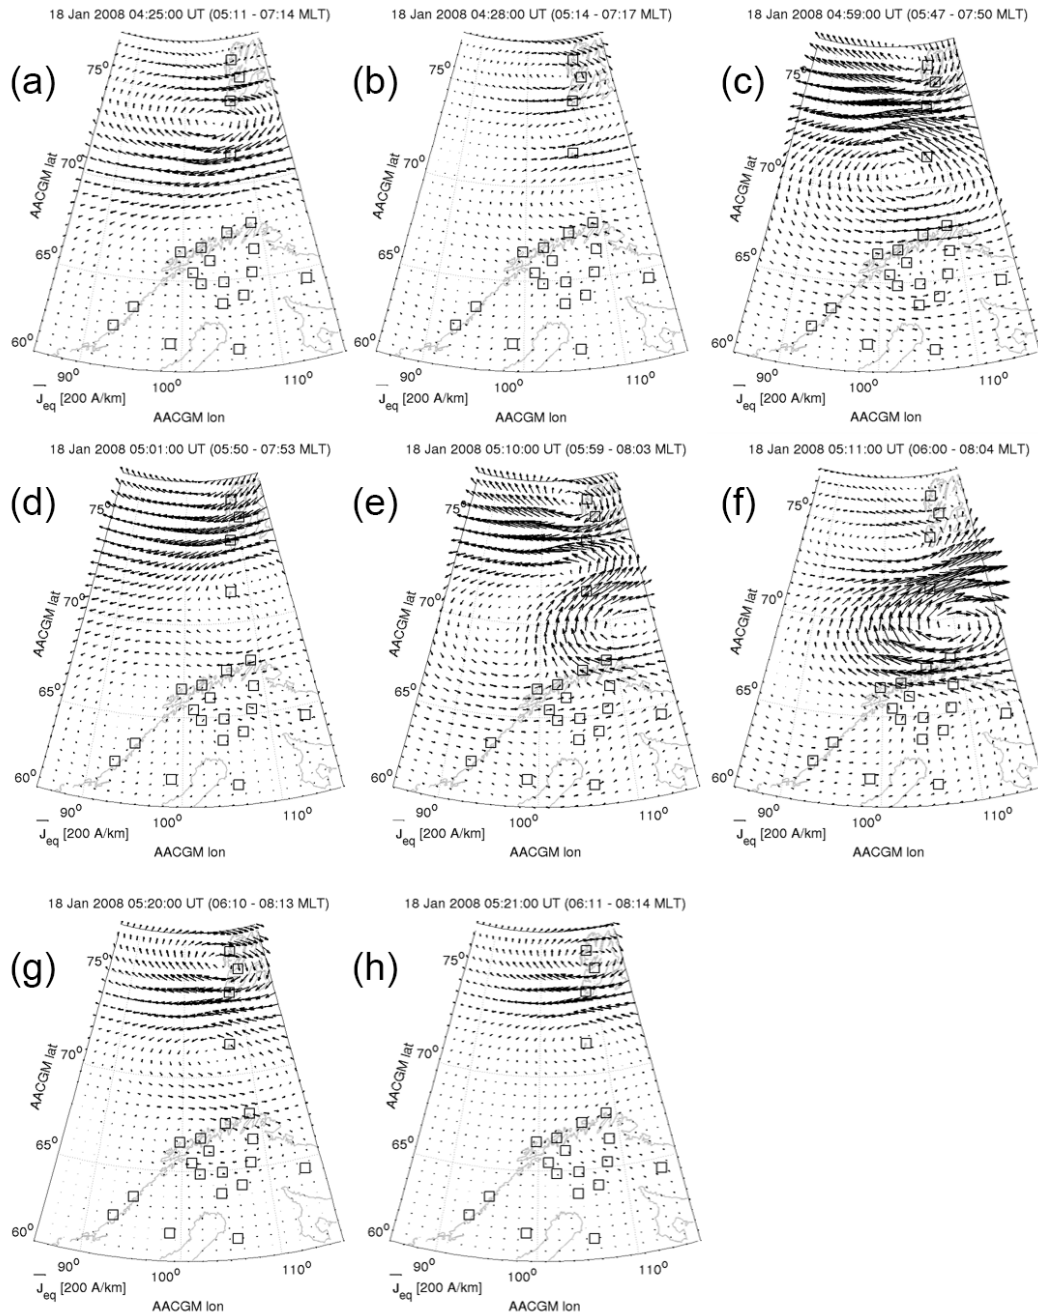 18 Jan 2008 04:25:00 UT (05:11 - 07:14 MLT)
(a)
75°
70°
65°
60°
AACGM lat
90°
100°
110°
J_eq [200 A/km]
AACGM lon
18 Jan 2008 04:28:00 UT (05:14 - 07:17 MLT)
(b)
75°
70°
65°
60°
AACGM lat
90°
100°
110°
J_eq [200 A/km]
AACGM lon
18 Jan 2008 04:59:00 UT (05:47 - 07:50 MLT)
(c)
75°
70°
65°
60°
AACGM lat
90°
100°
110°
J_eq [200 A/km]
AACGM lon
18 Jan 2008 05:01:00 UT (05:50 - 07:53 MLT)
(d)
75°
70°
65°
60°
AACGM lat
90°
100°
110°
J_eq [200 A/km]
AACGM lon
18 Jan 2008 05:10:00 UT (05:59 - 08:03 MLT)
(e)
75°
70°
65°
60°
AACGM lat
90°
100°
110°
J_eq [200 A/km]
AACGM lon
18 Jan 2008 05:11:00 UT (06:00 - 08:04 MLT)
(f)
75°
70°
65°
60°
AACGM lat
90°
100°
110°
J_eq [200 A/km]
AACGM lon
18 Jan 2008 05:20:00 UT (06:10 - 08:13 MLT)
(g)
75°
70°
65°
60°
AACGM lat
90°
100°
110°
J_eq [200 A/km]
AACGM lon
18 Jan 2008 05:21:00 UT (06:11 - 08:14 MLT)
(h)
75°
70°
65°
60°
AACGM lat
90°
100°
110°
J_eq [200 A/km]
AACGM lon